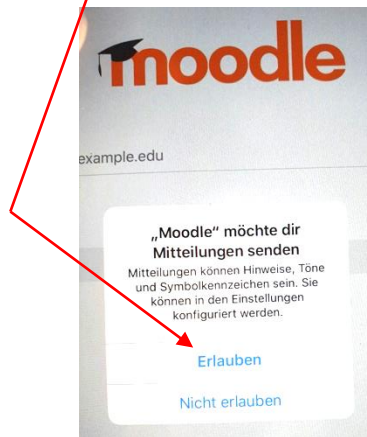 moodle
example.edu
„Moodle“ möchte dir
Mitteilungen senden
Mitteilungen können Hinweise, Töne
und Symbolkennzeichen sein. Sie
können in den Einstellungen
konfiguriert werden.
Erlauben
Nicht erlauben